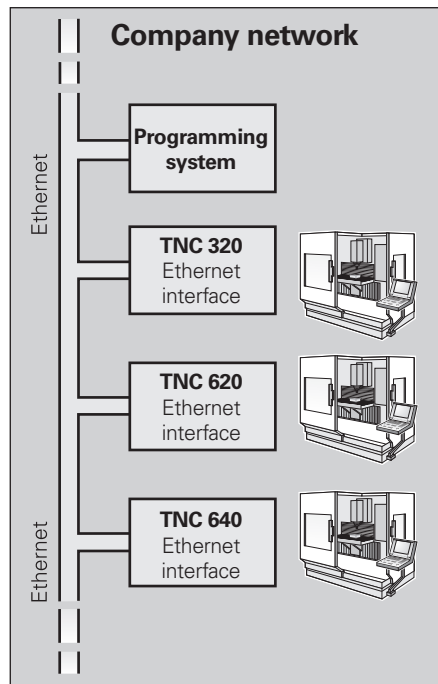 Company network
Ethernet
Programming
system
TNC 320
Ethernet
interface
TNC 620
Ethernet
interface
TNC 640
Ethernet
interface
Ethernet